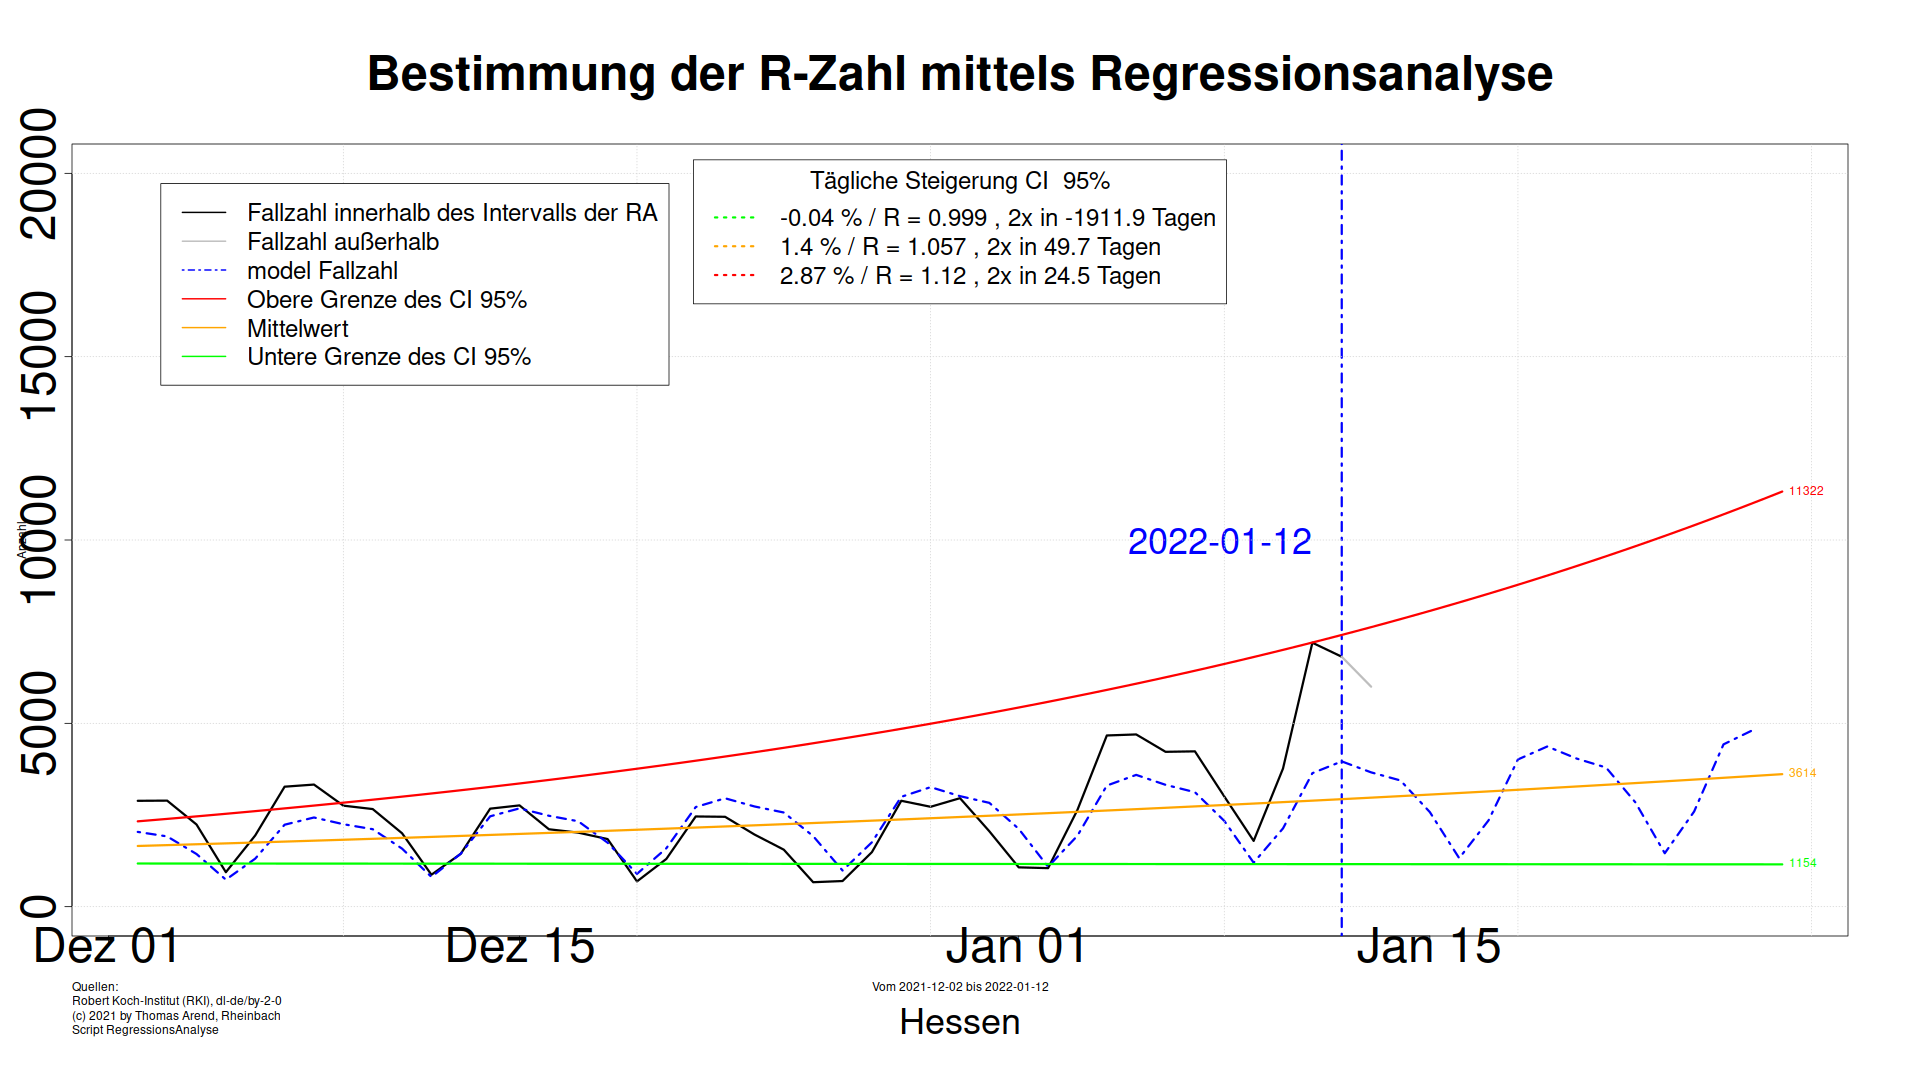 Bestimmung der R-Zahl mittels Regressionsanalyse
20000
15000
10000
5000
0
Anzahl
Fallzahl innerhalb des Intervalls der RA
Fallzahl außerhalb
model Fallzahl
Obere Grenze des CI 95%
Mittelwert
Untere Grenze des CI 95%
Tägliche Steigerung CI 95%
-0.04 % / R = 0.999 , 2x in -1911.9 Tagen
1.4 % / R = 1.057 , 2x in 49.7 Tagen
2.87 % / R = 1.12 , 2x in 24.5 Tagen
2022-01-12
11322
3614
1154
Dez 01
Dez 15
Jan 01
Jan 15
Quellen:
Robert Koch-Institut (RKI), dl-de/by-2-0
(c) 2021 by Thomas Arend, Rheinbach
Script RegressionsAnalyse
Vom 2021-12-02 bis 2022-01-12
Hessen